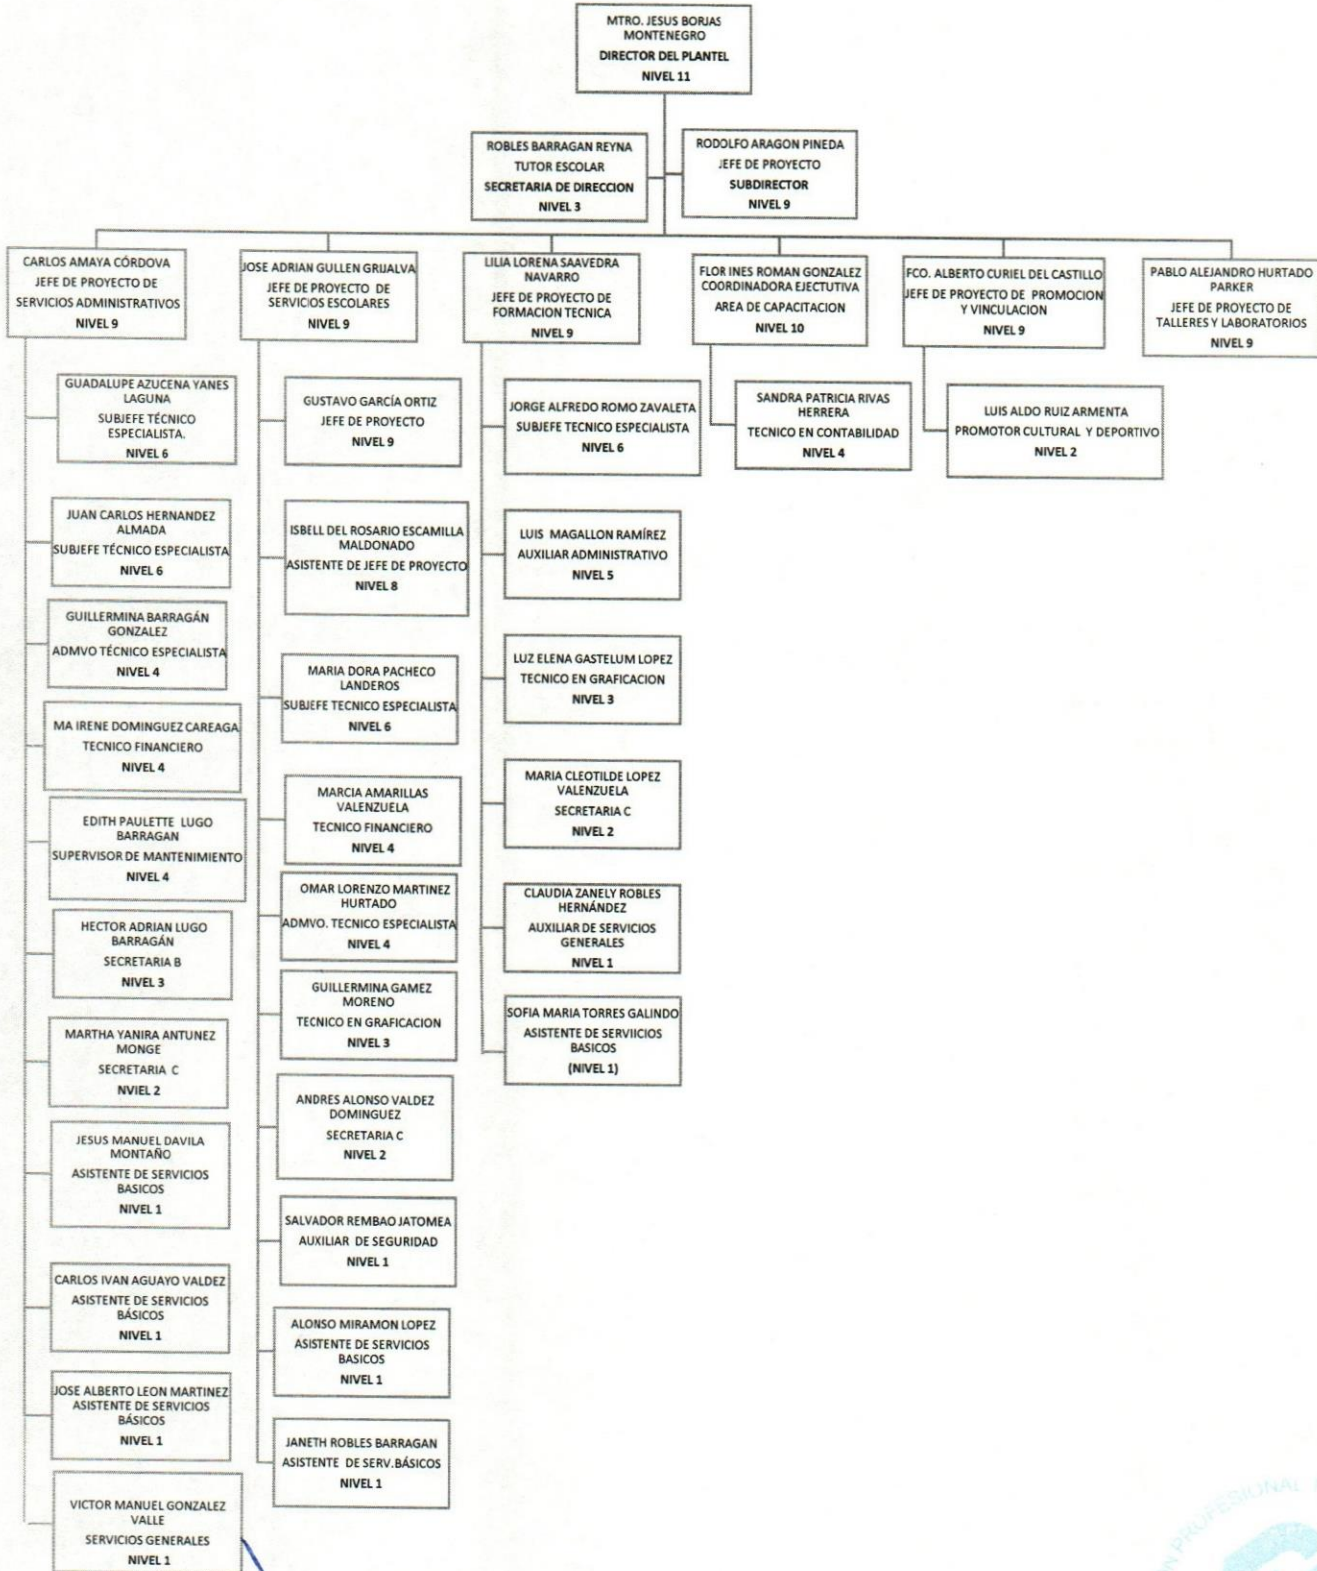 MTRO. JESUS BORJAS
MONTENEGRO
DIRECTOR DEL PLANTEL
NIVEL 11
ROBLES BARRAGAN REYNA
TUTOR ESCOLAR
SECRETARIA DE DIRECCION
NIVEL 3
RODOLFO ARAGON PINEDA
JEFE DE PROYECTO
SUBDIRECTOR
NIVEL 9
CARLOS AMAYA CÓRDOVA
JEFE DE PROYECTO DE
SERVICIOS ADMINISTRATIVOS
NIVEL 9
GUADALUPE AZUCENA YANES
LAGUNA
SUBJEFE TÉCNICO
ESPECIALISTA.
NIVEL 6
JUAN CARLOS HERNANDEZ
ALMADA
SUBJEFE TÉCNICO ESPECIALISTA
NIVEL 6
GUILLERMINA BARRAGÁN
GONZALEZ
ADMVO TÉCNICO ESPECIALISTA
NIVEL 4
MA IRENE DOMINGUEZ CAREAGA
TECNICO FINANCIERO
NIVEL 4
EDITH PAULETTE LUGO
BARRAGAN
SUPERVISOR DE MANTENIMIENTO
NIVEL 4
HECTOR ADRIAN LUGO
BARRAGÁN
SECRETARIA B
NIVEL 3
MARTHA YANIRA ANTUNEZ
MONGE
SECRETARIA C
NVIEL 2
JESUS MANUEL DAVILA
MONTAÑO
ASISTENTE DE SERVICIOS
BASICOS
NIVEL 1
CARLOS IVAN AGUAYO VALDEZ
ASISTENTE DE SERVICIOS
BÁSICOS
NIVEL 1
JOSE ALBERTO LEON MARTINEZ
ASISTENTE DE SERVICIOS
BÁSICOS
NIVEL 1
VICTOR MANUEL GONZALEZ
VALLE
SERVICIOS GENERALES
NIVEL 1
JOSE ADRIAN GULLEN GRIJALVA
JEFE DE PROYECTO DE
SERVICIOS ESCOLARES
NIVEL 9
GUSTAVO GARCÍA ORTIZ
JEFE DE PROYECTO
NIVEL 9
ISBELL DEL ROSARIO ESCAMILLA
MALDONADO
ASISTENTE DE JEFE DE PROYECTO
NIVEL 8
MARIA DORA PACHECO
LANDEROS
SUBJEFE TECNICO ESPECIALISTA
NIVEL 6
MARCIA AMARILLAS
VALENZUELA
TECNICO FINANCIERO
NIVEL 4
OMAR LORENZO MARTINEZ
HURTADO
ADMVO. TECNICO ESPECIALISTA
NIVEL 4
GUILLERMINA GAMEZ
MORENO
TECNICO EN GRAFICACION
NIVEL 3
ANDRES ALONSO VALDEZ
DOMINGUEZ
SECRETARIA C
NIVEL 2
SALVADOR REMBAO JATOMEA
AUXILIAR DE SEGURIDAD
NIVEL 1
ALONSO MIRAMON LOPEZ
ASISTENTE DE SERVICIOS
BASICOS
NIVEL 1
JANETH ROBLES BARRAGAN
ASISTENTE DE SERV.BÁSICOS
NIVEL 1
LILIA LORENA SAAVEDRA
NAVARRO
JEFE DE PROYECTO DE
FORMACION TECNICA
NIVEL 9
JORGE ALFREDO ROMO ZAVALETA
SUBJEFE TECNICO ESPECIALISTA
NIVEL 6
LUIS MAGALLON RAMÍREZ
AUXILIAR ADMINISTRATIVO
NIVEL 5
LUZ ELENA GASTELUM LOPEZ
TECNICO EN GRAFICACION
NIVEL 3
MARIA CLEOTILDE LOPEZ
VALENZUELA
SECRETARIA C
NIVEL 2
CLAUDIA ZANELY ROBLES
HERNÁNDEZ
AUXILIAR DE SERVICIOS
GENERALES
NIVEL 1
SOFIA MARIA TORRES GALINDO
ASISTENTE DE SERVIICIOS
BASICOS
(NIVEL 1)
FLOR INES ROMAN GONZALEZ
COORDINADORA EJECTUTIVA
AREA DE CAPACITACION
NIVEL 10
SANDRA PATRICIA RIVAS
HERRERA
TECNICO EN CONTABILIDAD
NIVEL 4
FCO. ALBERTO CURIEL DEL CASTILLO
JEFE DE PROYECTO DE PROMOCION
Y VINCULACION
NIVEL 9
LUIS ALDO RUIZ ARMENTA
PROMOTOR CULTURAL Y DEPORTIVO
NIVEL 2
PABLO ALEJANDRO HURTADO
PARKER
JEFE DE PROYECTO DE
TALLERES Y LABORATORIOS
NIVEL 9
PROFESIONAL